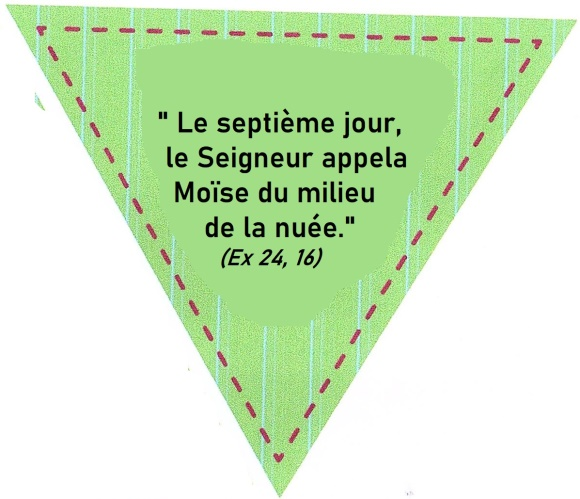 " Le septième jour,
le Seigneur appela
Moïse du milieu
de la nuée."
(Ex 24, 16)